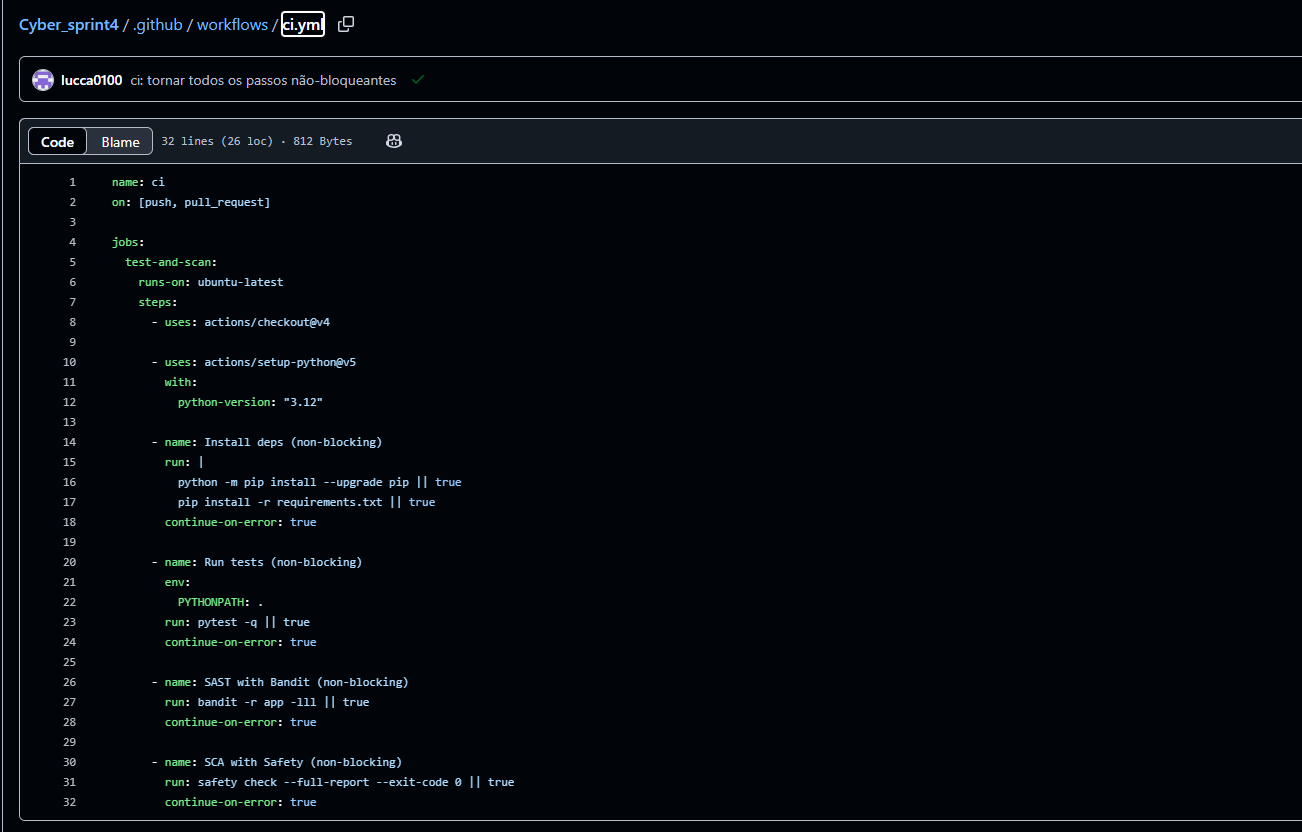 Cyber_sprint4 / .github / workflows / ci.yml
lucca0100 ci: tornar todos os passos não-bloqueantes
Code Blame 32 lines (26 loc) · 812 Bytes
1 name: ci
2 on: [push, pull_request]
3
4 jobs:
5   test-and-scan:
6     runs-on: ubuntu-latest
7     steps:
8       - uses: actions/checkout@v4
9
10       - uses: actions/setup-python@v5
11         with:
12           python-version: "3.12"
13
14       - name: Install deps (non-blocking)
15         run: |
16           python -m pip install --upgrade pip || true
17           pip install -r requirements.txt || true
18         continue-on-error: true
19
20       - name: Run tests (non-blocking)
21         env:
22           PYTHONPATH: .
23         run: pytest -q || true
24         continue-on-error: true
25
26       - name: SAST with Bandit (non-blocking)
27         run: bandit -r app -lll || true
28         continue-on-error: true
29
30       - name: SCA with Safety (non-blocking)
31         run: safety check --full-report --exit-code 0 || true
32         continue-on-error: true